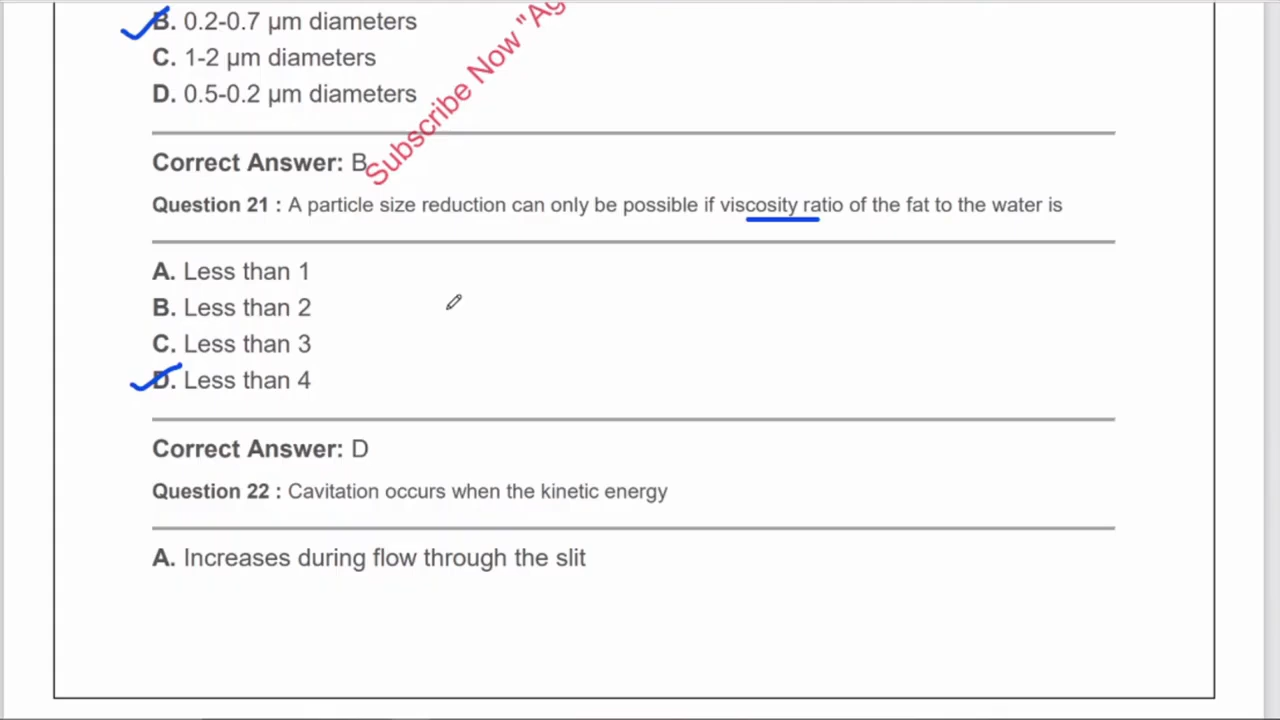 B. 0.2-0.7 µm diameters
C. 1-2 µm diameters
D. 0.5-0.2 µm diameters
Subscribe Now "Ag
Correct Answer: B
Question 21 : A particle size reduction can only be possible if viscosity ratio of the fat to the water is
A. Less than 1
B. Less than 2
C. Less than 3
D. Less than 4
Correct Answer: D
Question 22 : Cavitation occurs when the kinetic energy
A. Increases during flow through the slit